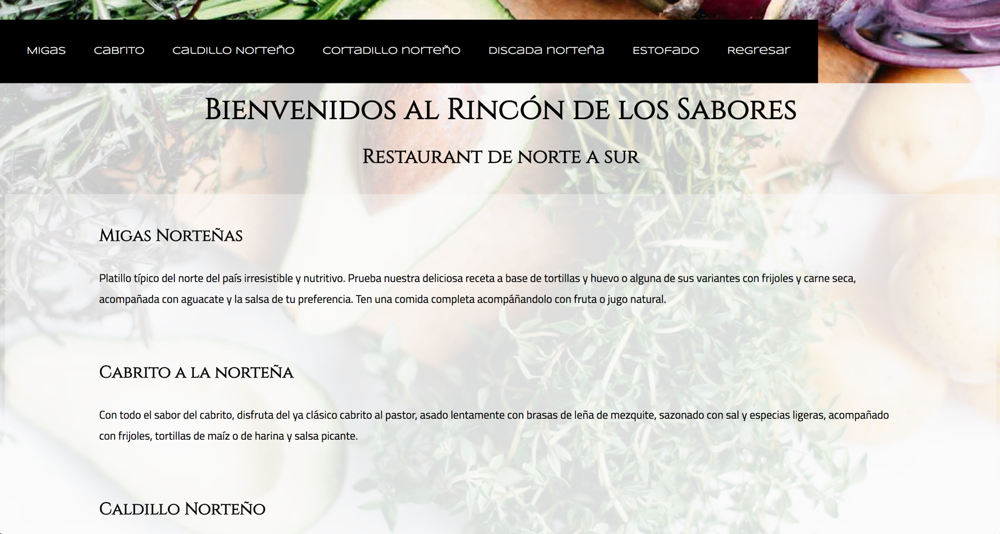 Migas Cabrito Caldillo Norteño Cortadillo norteño Discada norteña Estofado Regresar
Bienvenidos al Rincón de los Sabores
Restaurant de norte a sur
Migas Norteñas
Platillo típico del norte del país irresistible y nutritivo. Prueba nuestra deliciosa receta a base de tortillas y huevo o alguna de sus variantes con frijoles y carne seca,
acompañada con aguacate y la salsa de tu preferencia. Ten una comida completa acompáñandolo con fruta o jugo natural.
Cabrito a la norteña
Con todo el sabor del cabrito, disfruta del ya clásico cabrito al pastor, asado lentamente con brasas de leña de mezquite, sazonado con sal y especias ligeras, acompañado
con frijoles, tortillas de maíz o de harina y salsa picante.
Caldillo Norteño